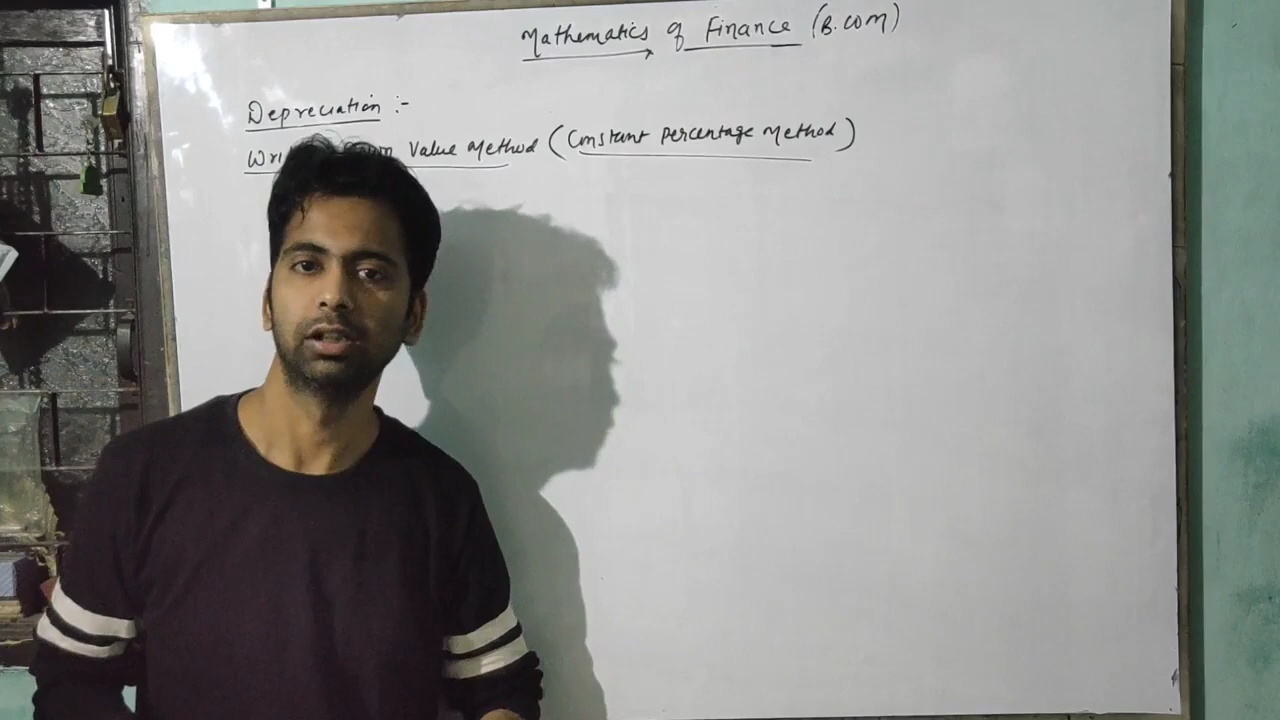 Mathematics of Finance (B.com)
Depreciation :-
Value Method (Constant Percentage Method)